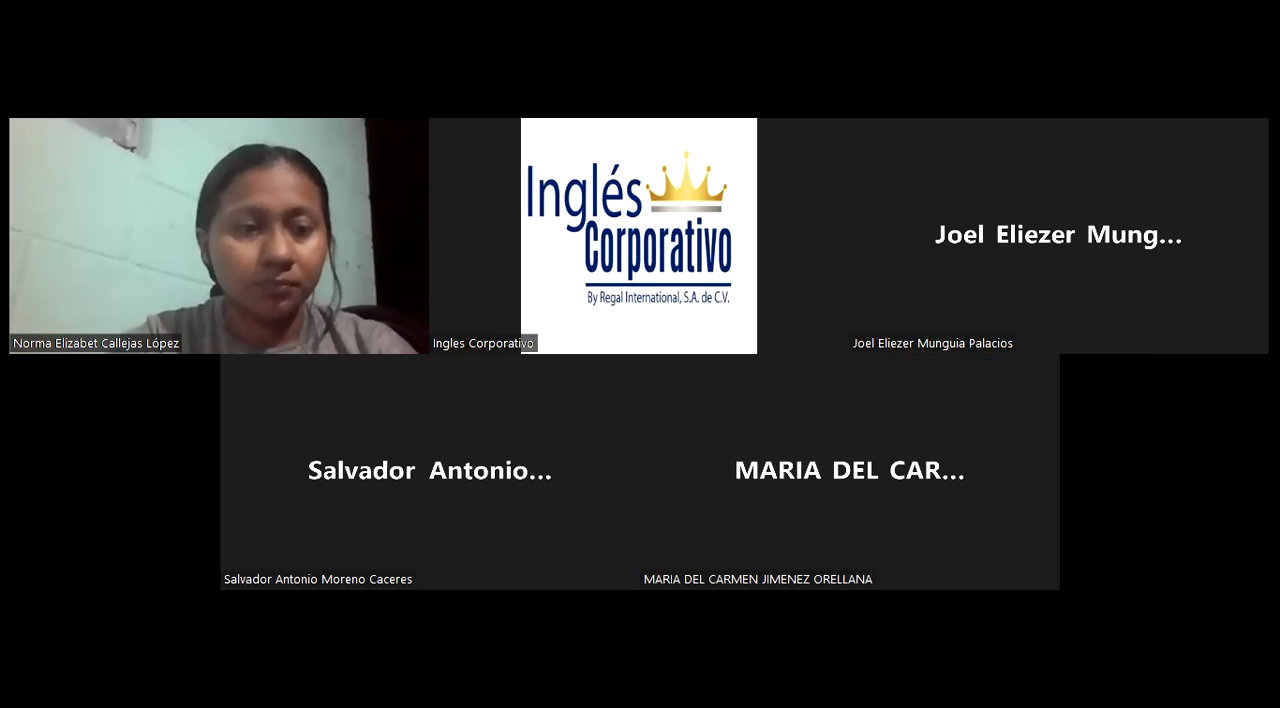 Inglés
Corporativo
By Regal International, S.A. de C.V.
Joel Eliezer Mung...
Norma Elizabet Callejas López
Ingles Corporativo
Joel Eliezer Munguia Palacios
Salvador Antonio...
MARIA DEL CAR...
Salvador Antonio Moreno Caceres
MARIA DEL CARMEN JIMENEZ ORELLANA